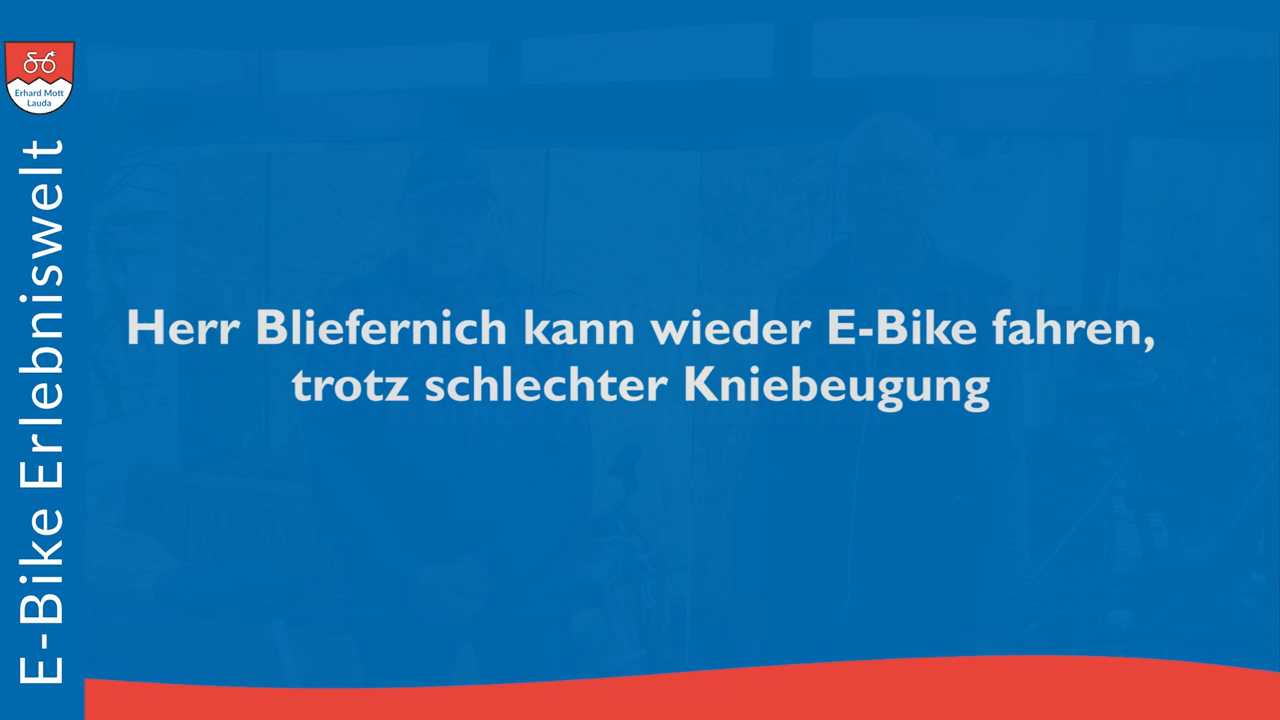 Erhard Mott
Lauda
E-Bike Erlebniswelt
Herr Bliefernich kann wieder E-Bike fahren,
trotz schlechter Kniebeugung